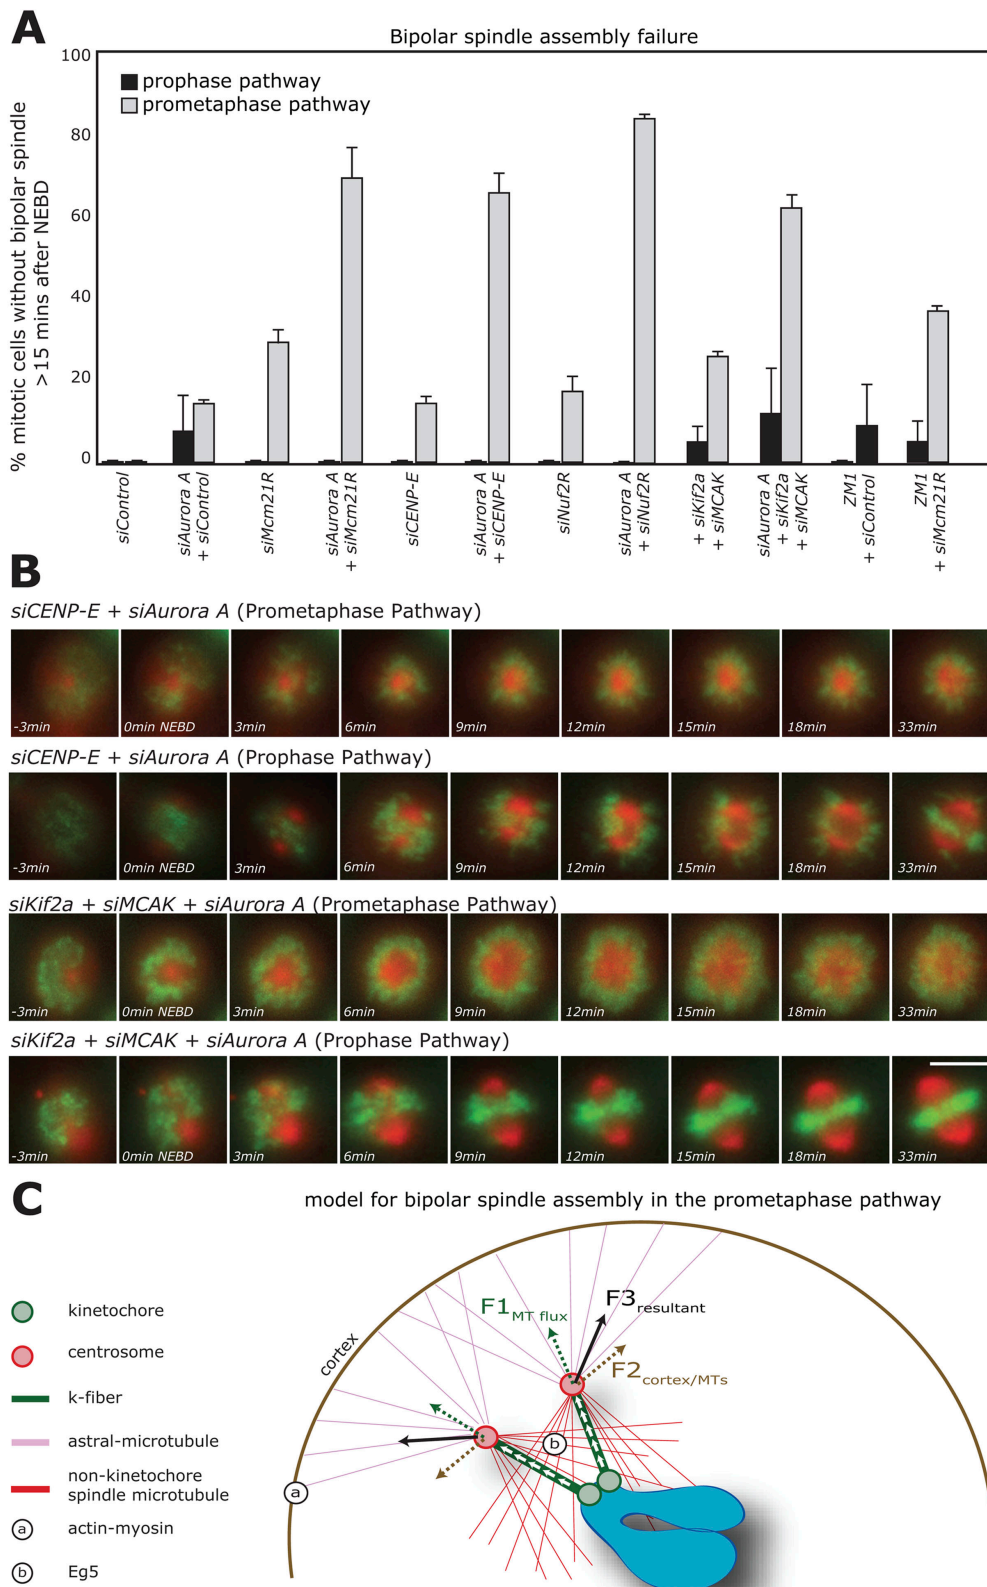 A
Bipolar spindle assembly failure
% mitotic cells without bipolar spindle
>15 mins after NEBD
100
80
60
40
20
0
prophase pathway
prometaphase pathway
siControl
siAurora A
+ siControl
siMcm21R
siAurora A
+ siMcm21R
siCENP-E
siAurora A
+ siCENP-E
siNuf2R
siAurora A
+ siNuf2R
+ siKif2a
+ siMCAK
siAurora A
+ siKif2a
+ siMCAK
ZM1
+ siControl
ZM1
+ siMcm21R
B
siCENP-E + siAurora A (Prometaphase Pathway)
-3min 0min NEBD 3min 6min 9min 12min 15min 18min 33min
siCENP-E + siAurora A (Prophase Pathway)
-3min 0min NEBD 3min 6min 9min 12min 15min 18min 33min
siKif2a + siMCAK + siAurora A (Prometaphase Pathway)
-3min 0min NEBD 3min 6min 9min 12min 15min 18min 33min
siKif2a + siMCAK + siAurora A (Prophase Pathway)
-3min 0min NEBD 3min 6min 9min 12min 15min 18min 33min
C
model for bipolar spindle assembly in the prometaphase pathway
kinetochore
centrosome
k-fiber
astral-microtubule
non-kinetochore
spindle microtubule
a actin-myosin
b Eg5
cortex
F1 MT flux
F3 resultant
F2 cortex/MTs
b
a